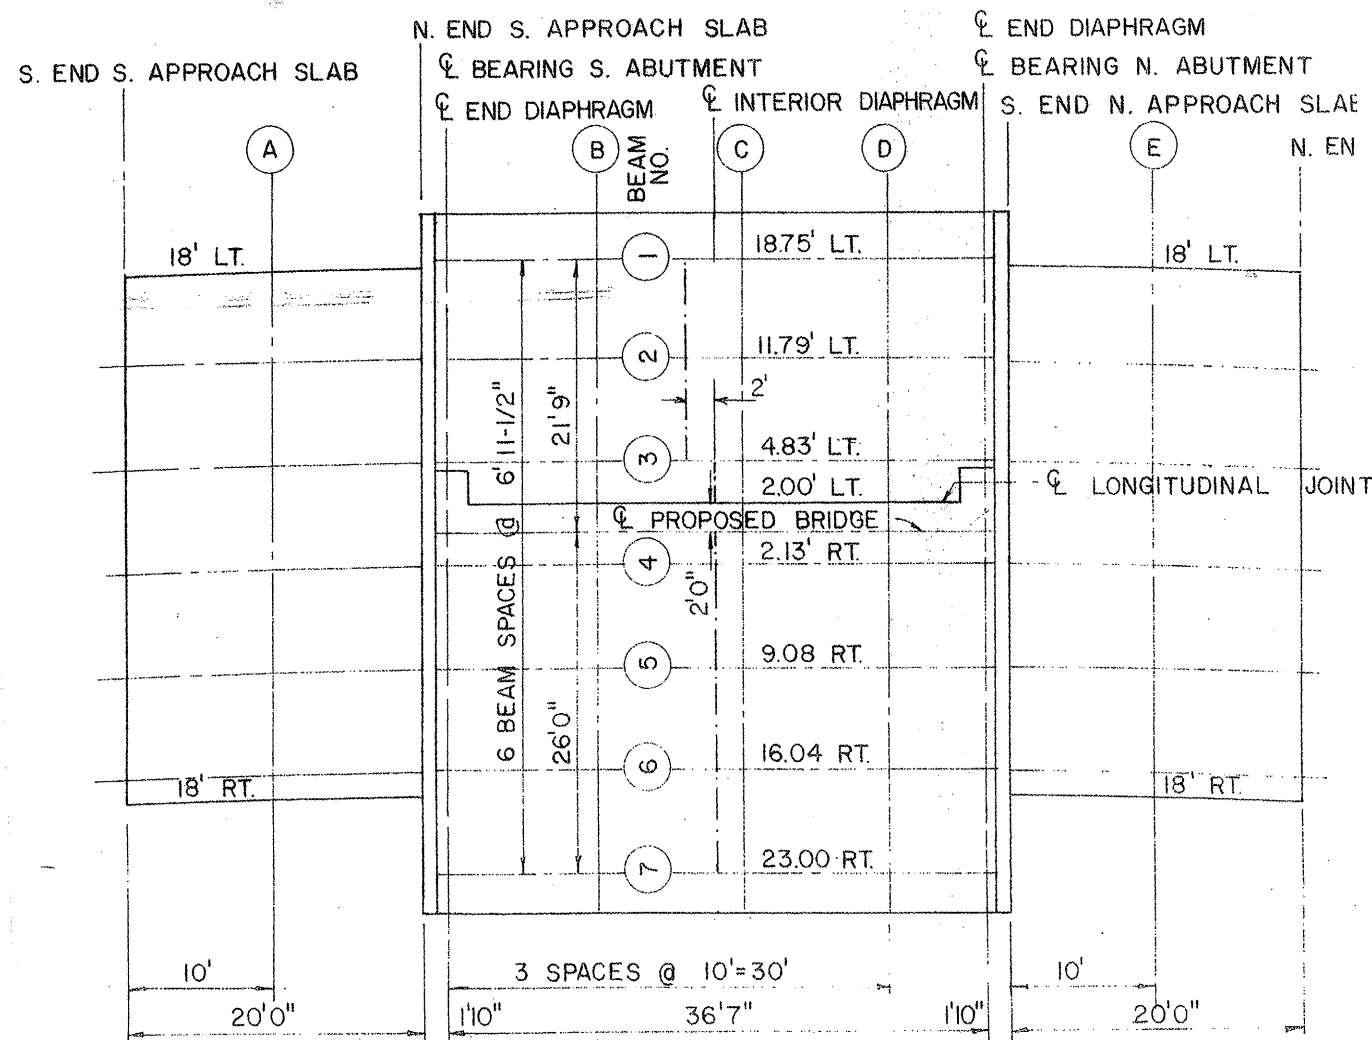 N. END S. APPROACH SLAB
℄ END DIAPHRAGM
S. END S. APPROACH SLAB
℄ BEARING S. ABUTMENT
℄ BEARING N. ABUTMENT
℄ END DIAPHRAGM
℄ INTERIOR DIAPHRAGM
S. END N. APPROACH SLAB
A
B
BEAM NO.
C
D
E
N. EN
18' LT.
1
18.75' LT.
18' LT.
2
11.79' LT.
2'
6 BEAM SPACES @ 6' 11-1/2"
21'9"
3
4.83' LT.
2.00' LT.
℄ LONGITUDINAL JOINT
℄ PROPOSED BRIDGE
4
2.13' RT.
2'0"
5
9.08 RT.
26'0"
6
16.04 RT.
18' RT.
18' RT.
7
23.00 RT.
10'
3 SPACES @ 10'=30'
10'
20'0"
1'10"
36'7"
1'10"
20'0"